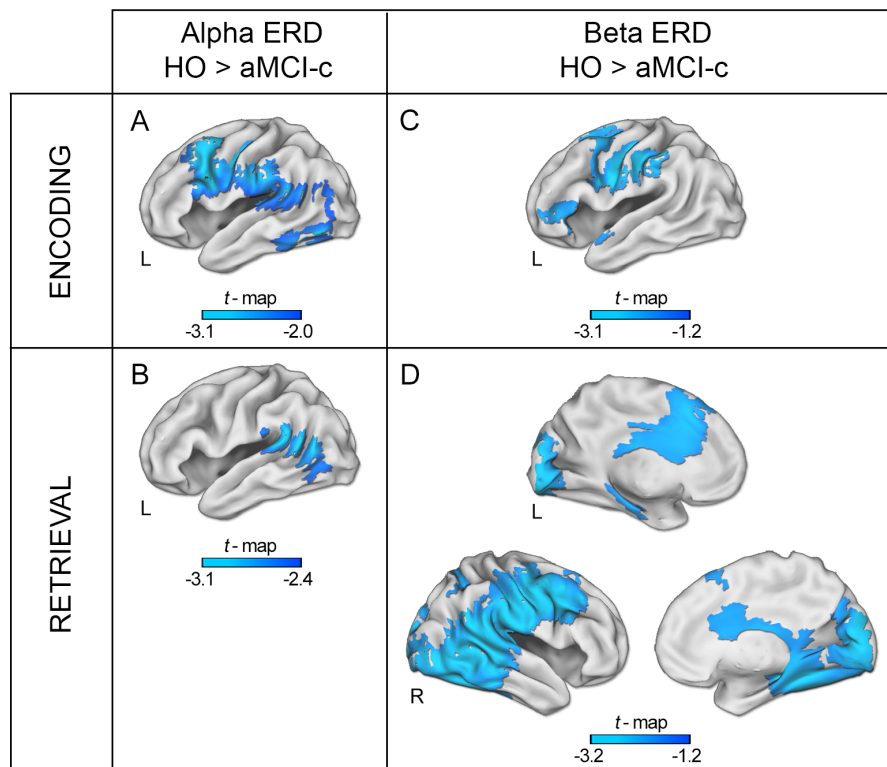 Alpha ERD
HO > aMCI-c
Beta ERD
HO > aMCI-c
ENCODING
A
L
t - map
-3.1 -2.0
C
L
t - map
-3.1 -1.2
RETRIEVAL
B
L
t - map
-3.1 -2.4
D
L
R
t - map
-3.2 -1.2